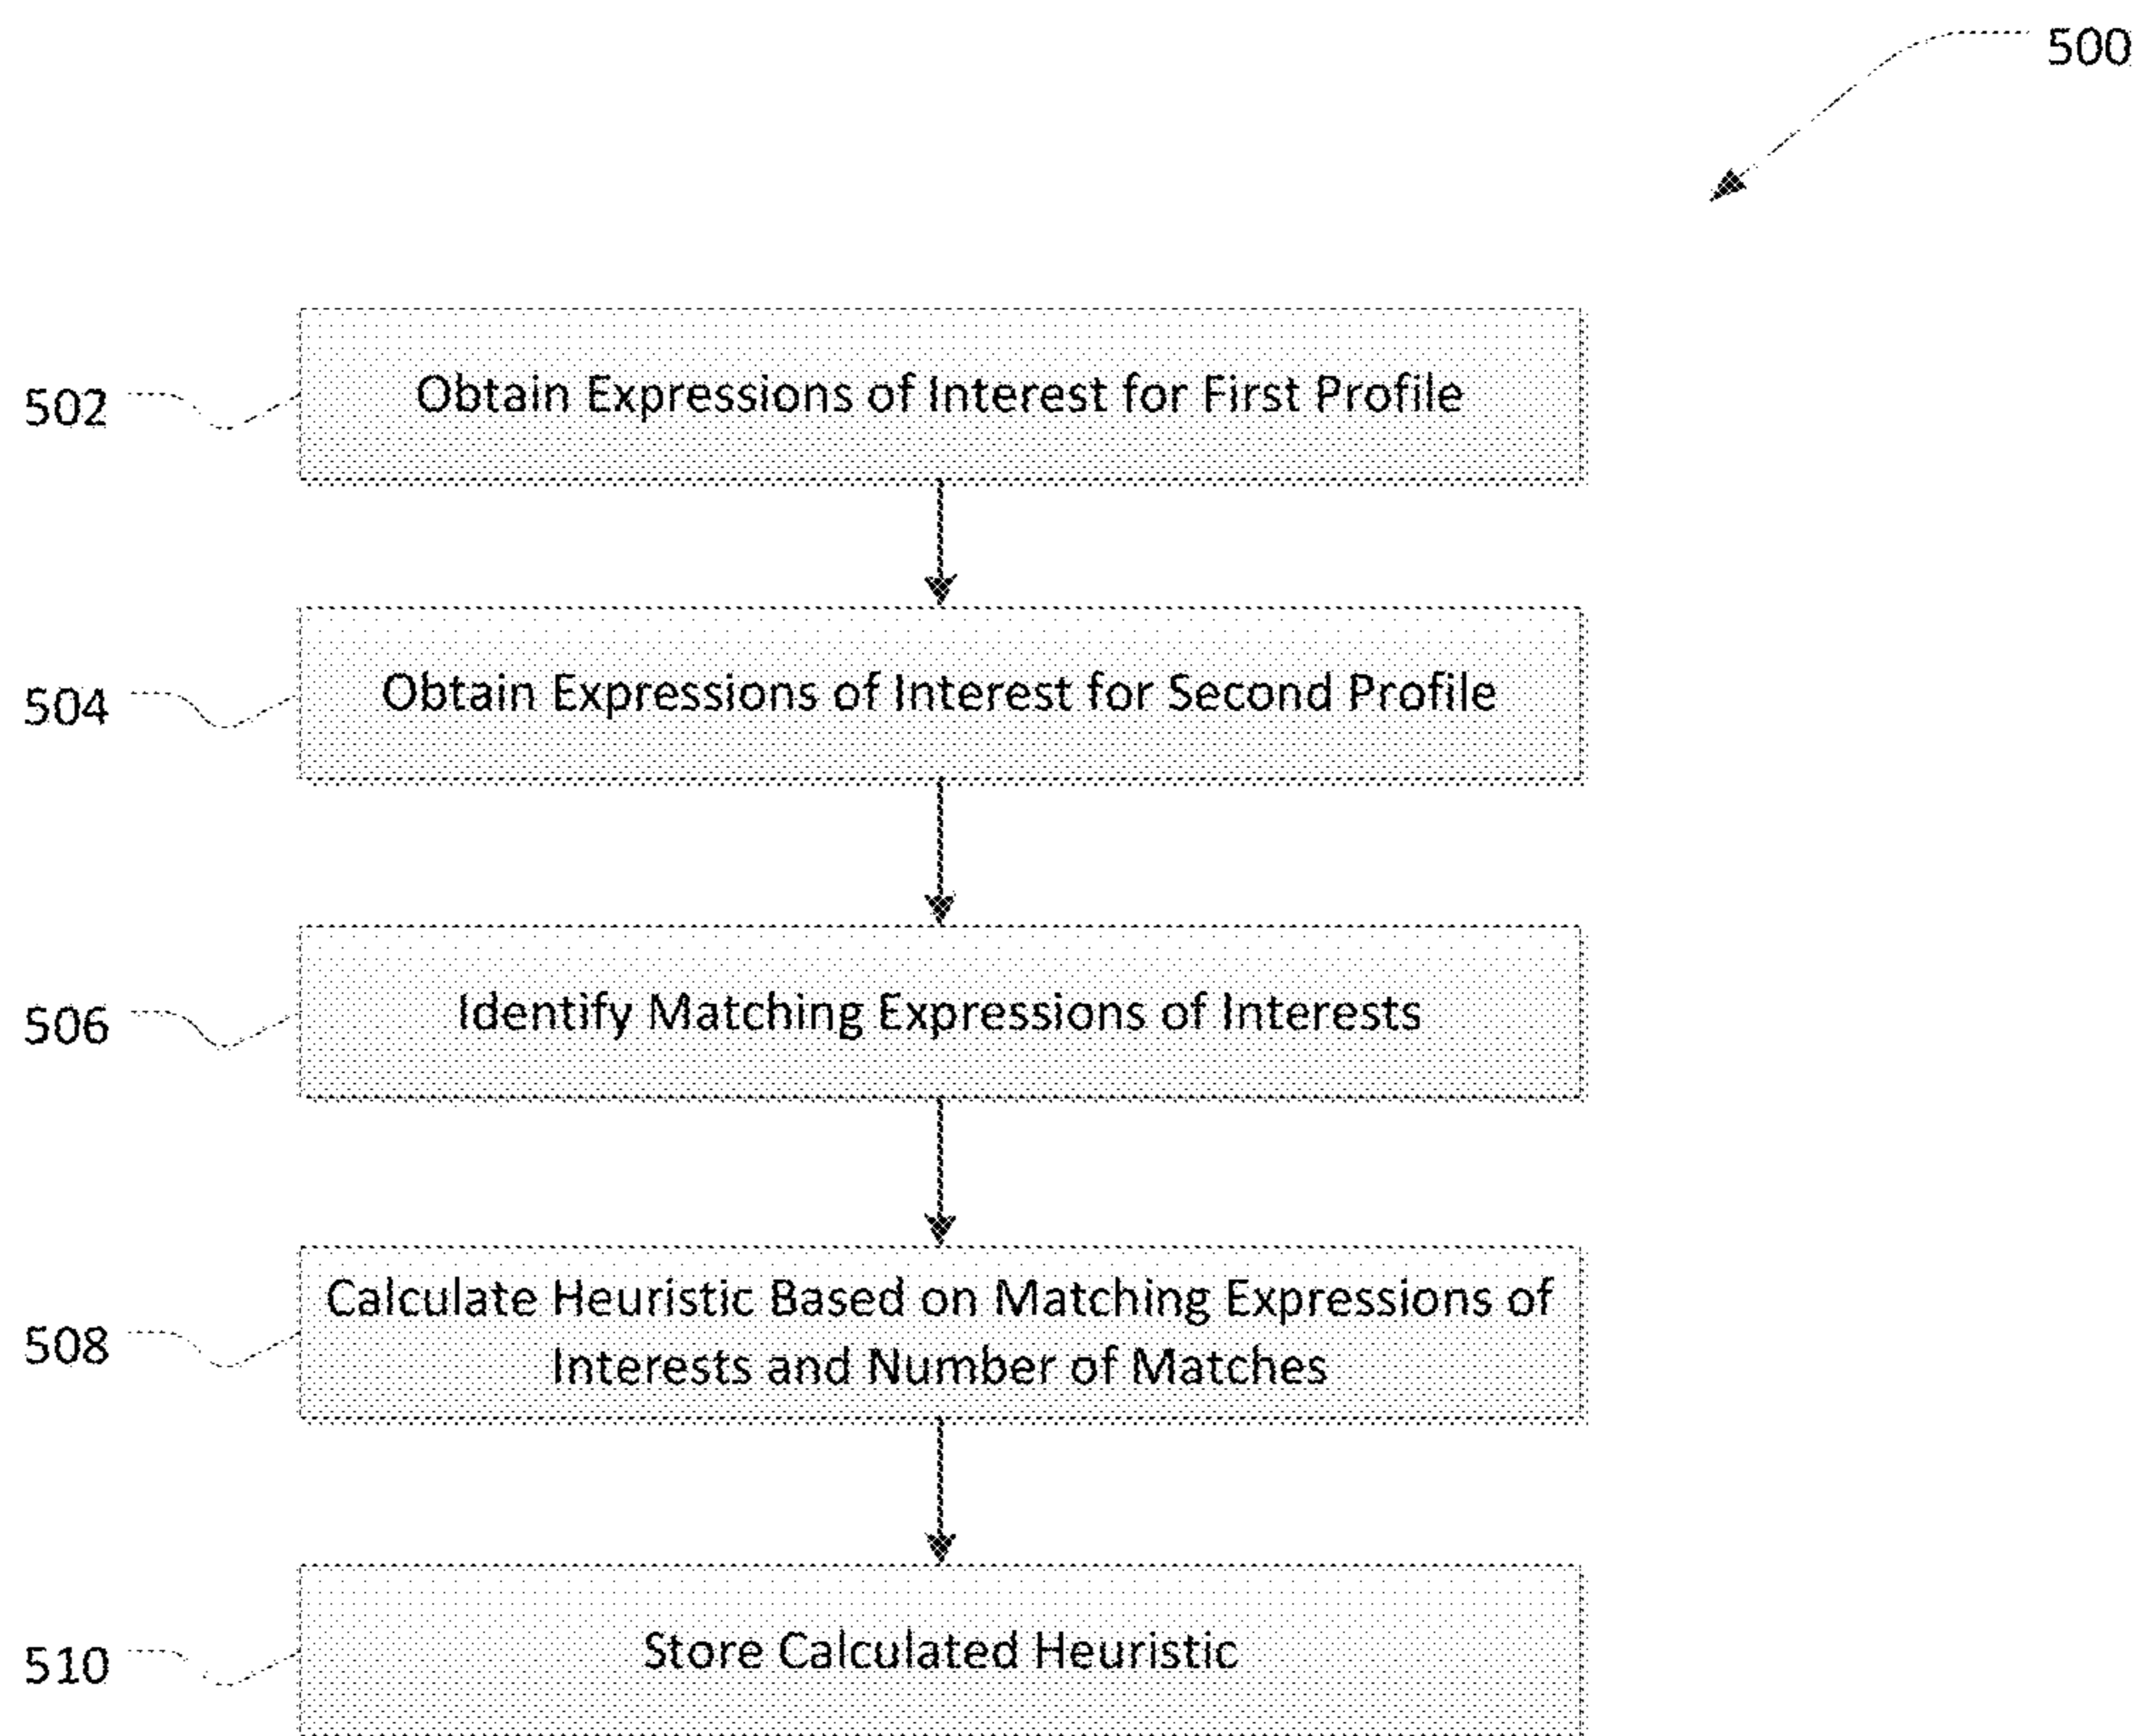 500
502
Obtain Expressions of Interest for First Profile
504
Obtain Expressions of Interest for Second Profile
506
Identify Matching Expressions of Interests
508
Calculate Heuristic Based on Matching Expressions of
Interests and Number of Matches
510
Store Calculated Heuristic